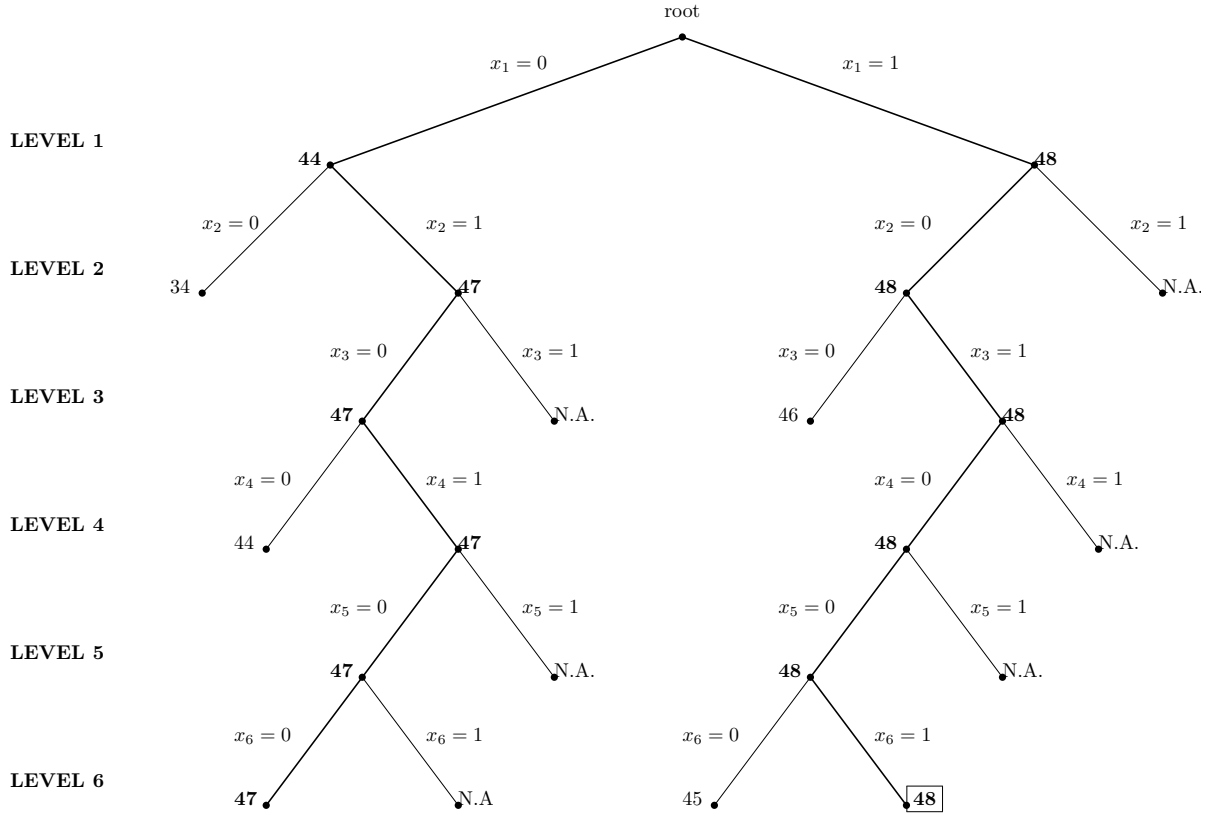 root
x₁ = 0 x₁ = 1
LEVEL 1
44 48
x₂ = 0 x₂ = 1 x₂ = 0 x₂ = 1
LEVEL 2
34 47 48 N.A.
x₃ = 0 x₃ = 1 x₃ = 0 x₃ = 1
LEVEL 3
47 N.A. 46 48
x₄ = 0 x₄ = 1 x₄ = 0 x₄ = 1
LEVEL 4
44 47 48 N.A.
x₅ = 0 x₅ = 1 x₅ = 0 x₅ = 1
LEVEL 5
47 N.A. 48 N.A.
x₆ = 0 x₆ = 1 x₆ = 0 x₆ = 1
LEVEL 6
47 N.A 45 48